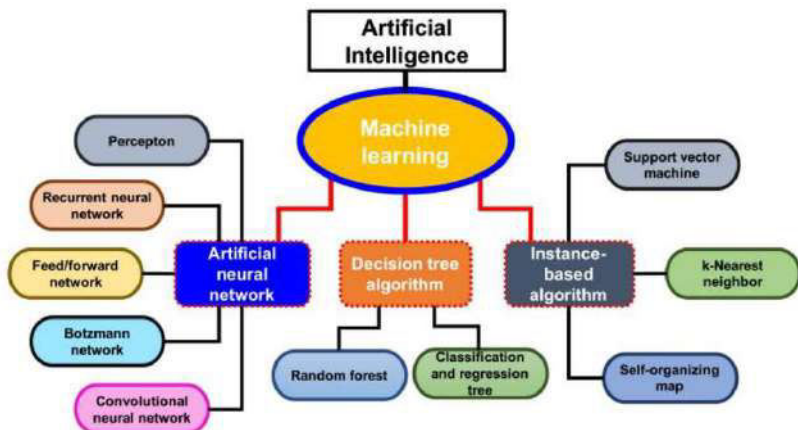 Artificial
Intelligence
Machine
learning
Percepton
Recurrent neural
network
Feed/forward
network
Botzmann
network
Convolutional
neural network
Artificial
neural
network
Decision tree
algorithm
Instance-
based
algorithm
Random forest
Classification
and regression
tree
Support vector
machine
k-Nearest
neighbor
Self-organizing
map